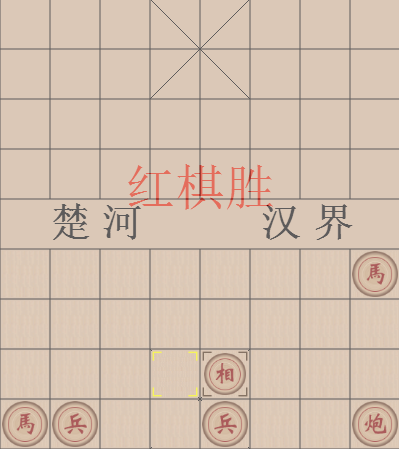 红棋胜
楚河 汉界
馬
相
馬 兵 兵 炮